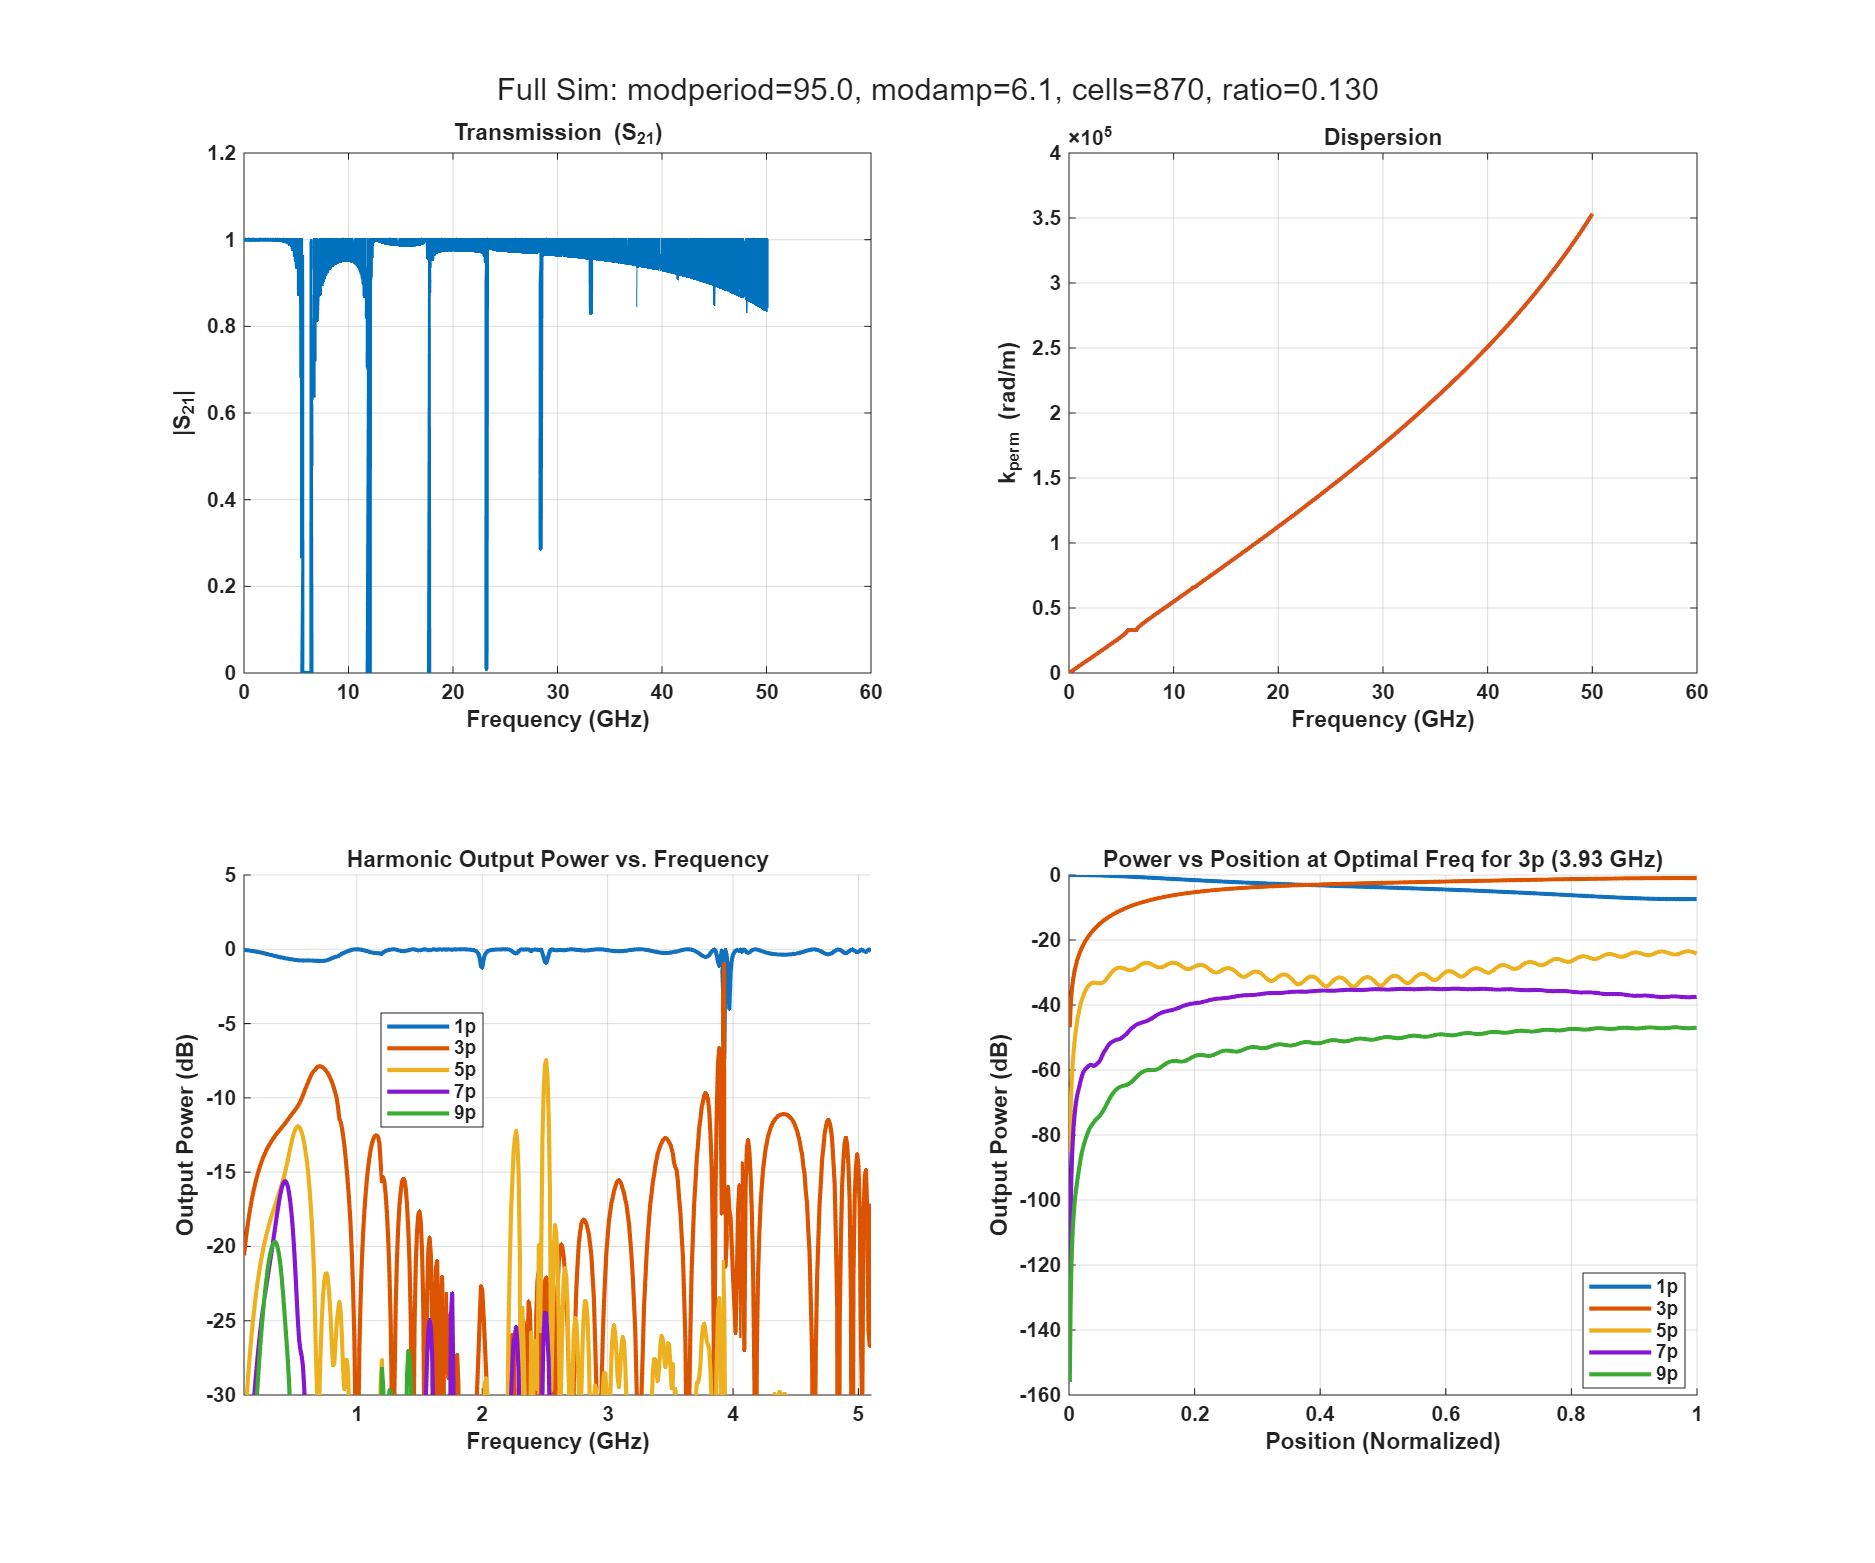 Full Sim: modperiod=95.0, modamp=6.1, cells=870, ratio=0.130
Transmission (S21)
1.2
1
0.8
0.6
0.4
0.2
0
|S21|
0 10 20 30 40 50 60
Frequency (GHz)
×10^5
Dispersion
4
3.5
3
2.5
2
1.5
1
0.5
0
kperm (rad/m)
0 10 20 30 40 50 60
Frequency (GHz)
Harmonic Output Power vs. Frequency
5
0
-5
-10
-15
-20
-25
-30
Output Power (dB)
1p
3p
5p
7p
9p
1 2 3 4 5
Frequency (GHz)
Power vs Position at Optimal Freq for 3p (3.93 GHz)
0
-20
-40
-60
-80
-100
-120
-140
-160
Output Power (dB)
1p
3p
5p
7p
9p
0 0.2 0.4 0.6 0.8 1
Position (Normalized)